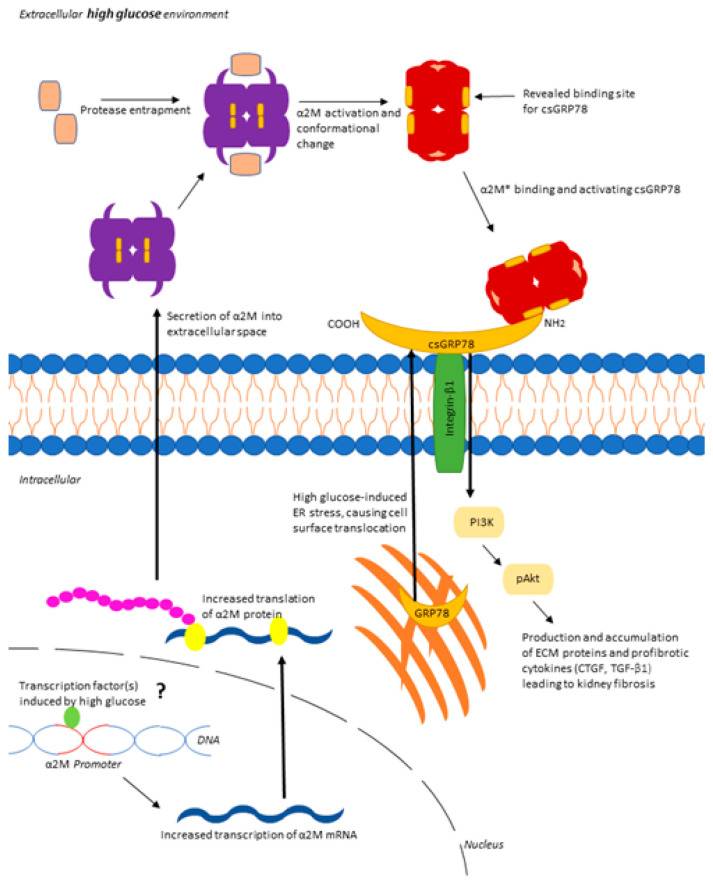 Extracellular high glucose environment
Protease entrapment
α2M activation and
conformational
change
Revealed binding site
for csGRP78
α2M* binding and activating csGRP78
Secretion of α2M into
extracellular space
COOH
NH2
csGRP78
Integrin-β1
Intracellular
High glucose-induced
ER stress, causing cell
surface translocation
PI3K
pAkt
GRP78
Production and accumulation
of ECM proteins and profibrotic
cytokines (CTGF, TGF-β1)
leading to kidney fibrosis
Increased translation
of α2M protein
Transcription factor(s)
induced by high glucose
?
DNA
α2M Promoter
Increased transcription of α2M mRNA
Nucleus